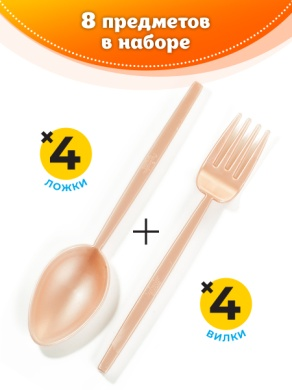 8 предметов
в наборе
×4
ложки
+
×4
вилки